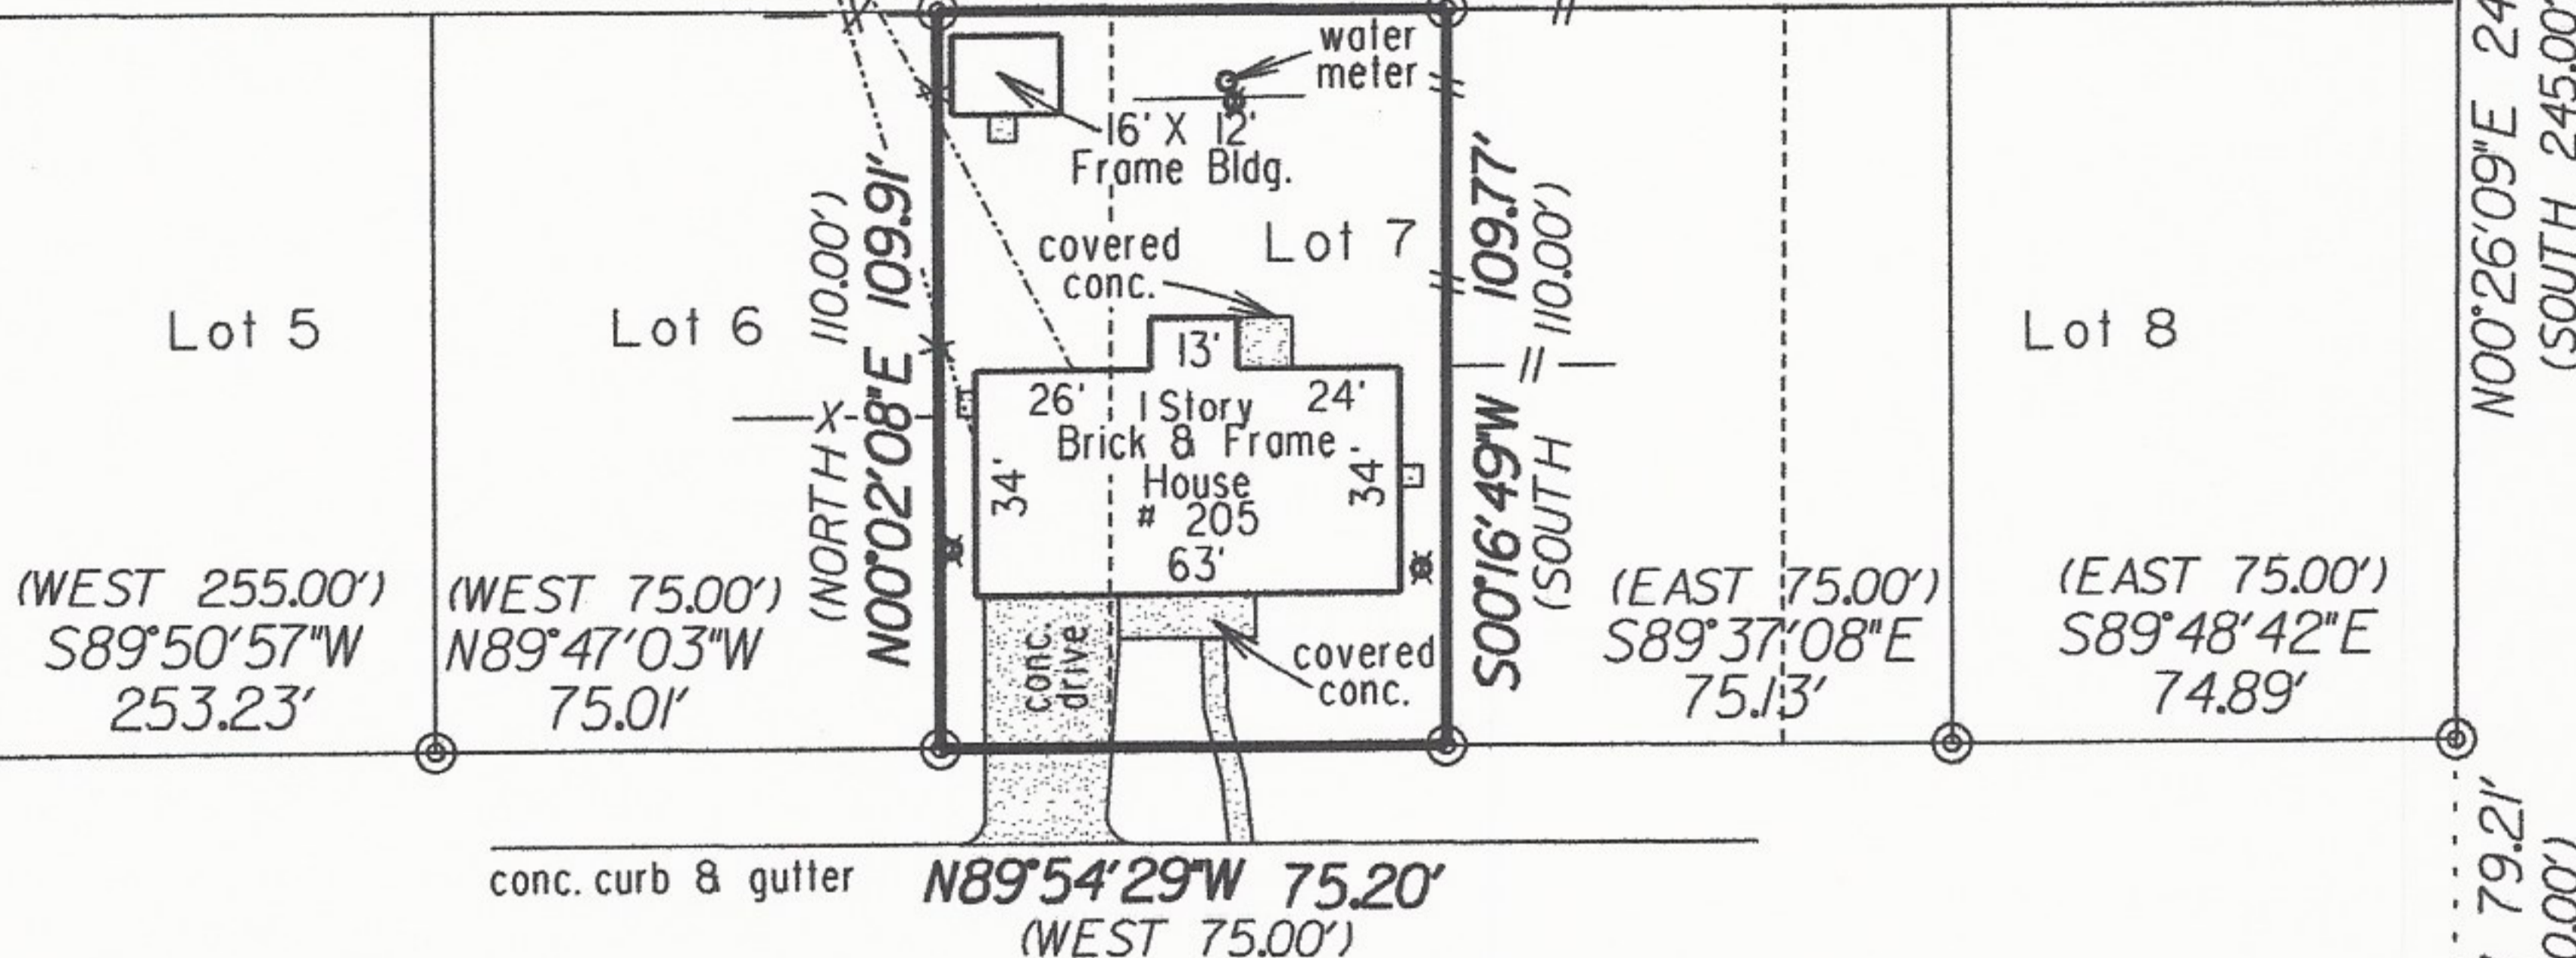 water
meter
16' X 12'
Frame Bldg.
covered
conc.
Lot 7
Lot 5
Lot 6
Lot 8
N00°02'08"E 109.91'
(NORTH 110.00')
S00°16'49"W 109.77'
(SOUTH 110.00')
13'
26'
24'
1 Story
Brick & Frame
House
# 205
34'
34'
63'
conc.
drive
covered
conc.
(WEST 255.00')
S89°50'57"W
253.23'
(WEST 75.00')
N89°47'03"W
75.01'
(EAST 75.00')
S89°37'08"E
75.13'
(EAST 75.00')
S89°48'42"E
74.89'
N00°26'09"E 24
(SOUTH 245.00'
79.21'
0.00')
conc. curb & gutter
N89°54'29"W 75.20'
(WEST 75.00')